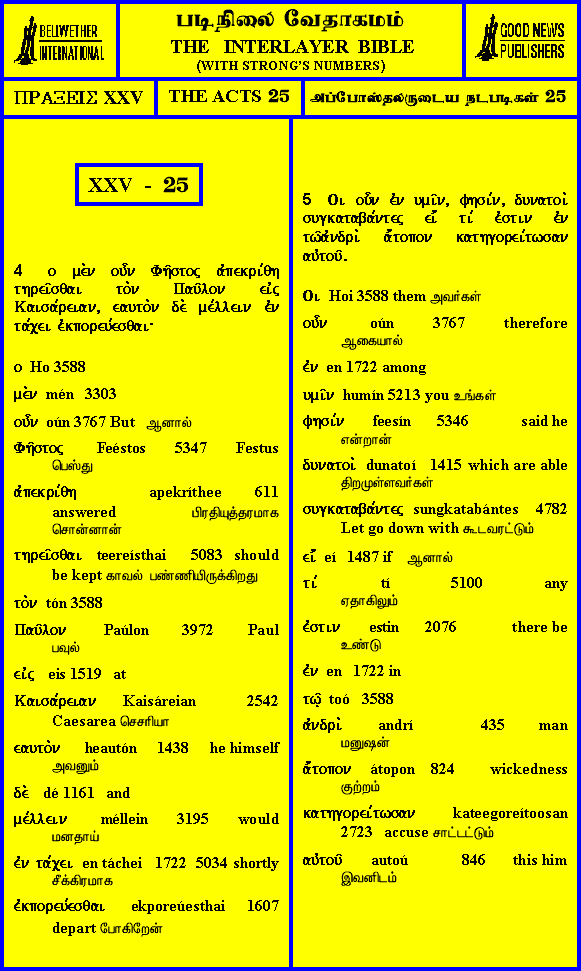 BELLWETHER
INTERNATIONAL
படிநிலை வேதாகமம்
THE INTERLAYER BIBLE
(WITH STRONG'S NUMBERS)
GOOD NEWS
PUBLISHERS
ΠΡΑΞΕΙΣ XXV
THE ACTS 25
அப்போஸ்தலருடைய நடபடிகள் 25
XXV - 25
4 ο μὲν οὖν Φῆστος ἀπεκρίθη
τηρεῖσθαι τὸν Παῦλον εἰς
Καισάρειαν, εαυτὸν δὲ μέλλειν ἐν
τάχει ἐκπορεύεσθαι·
ο Ho 3588
μὲν mén 3303
οὖν oún 3767 But ஆனால்
Φῆστος Feéstos 5347 Festus
பெஸ்து
ἀπεκρίθη apekríthee 611
answered பிரதியுத்தரமாக
சொன்னான்
τηρεῖσθαι teereísthai 5083 should
be kept காவல் பண்ணியிருக்கிறது
τὸν tón 3588
Παῦλον Paúlon 3972 Paul
பவுல்
εἰς eis 1519 at
Καισάρειαν Kaisáreian 2542
Caesarea செசரியா
εαυτὸν heautón 1438 he himself
அவனும்
δὲ dé 1161 and
μέλλειν méllein 3195 would
மனதாய்
ἐν τάχει en táchei 1722 5034 shortly
சீக்கிரமாக
ἐκπορεύεσθαι ekporeúesthai 1607
depart போகிறேன்
5 Οι οὖν ἐν υμῖν, φησίν, δυνατοὶ
συγκαταβάντες εἴ τί ἐστιν ἐν
τῶἀνδρὶ ἄτοπον κατηγορείτωσαν
αὐτοῦ.
Οι Hoi 3588 them அவர்கள்
οὖν oún 3767 therefore
ஆகையால்
ἐν en 1722 among
υμῖν humín 5213 you உங்கள்
φησίν feesín 5346 said he
என்றான்
δυνατοὶ dunatoí 1415 which are able
திறமுள்ளவர்கள்
συγκαταβάντες sungkatabántes 4782
Let go down with கூடவரட்டும்
εἴ eí 1487 if ஆனால்
τί tí 5100 any
ஏதாகிலும்
ἐστιν estin 2076 there be
உண்டு
ἐν en 1722 in
τῷ toó 3588
ἀνδρὶ andrí 435 man
மனுஷன்
ἄτοπον átopon 824 wickedness
குற்றம்
κατηγορείτωσαν kateegoreítoosan
2723 accuse சாட்டட்டும்
αὐτοῦ autoú 846 this him
இவனிடம்